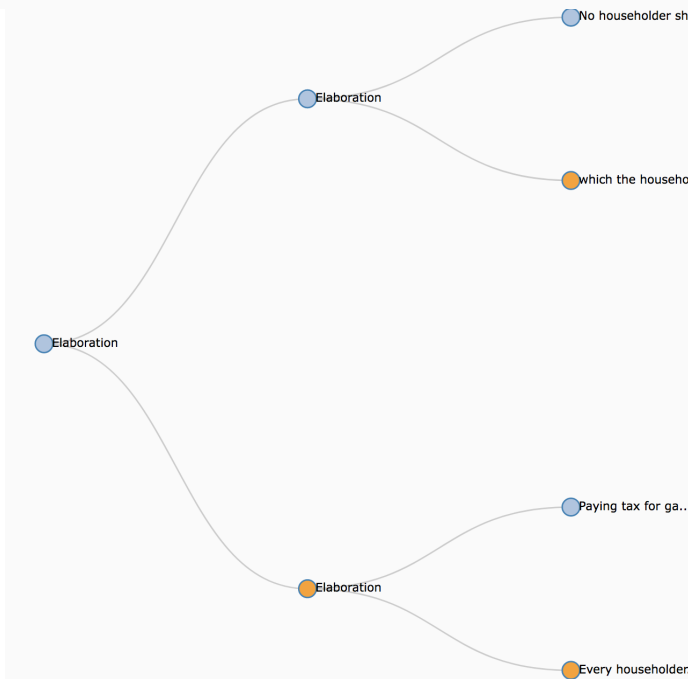 No householder sh
Elaboration
which the househo
Elaboration
Paying tax for ga...
Elaboration
Every householder